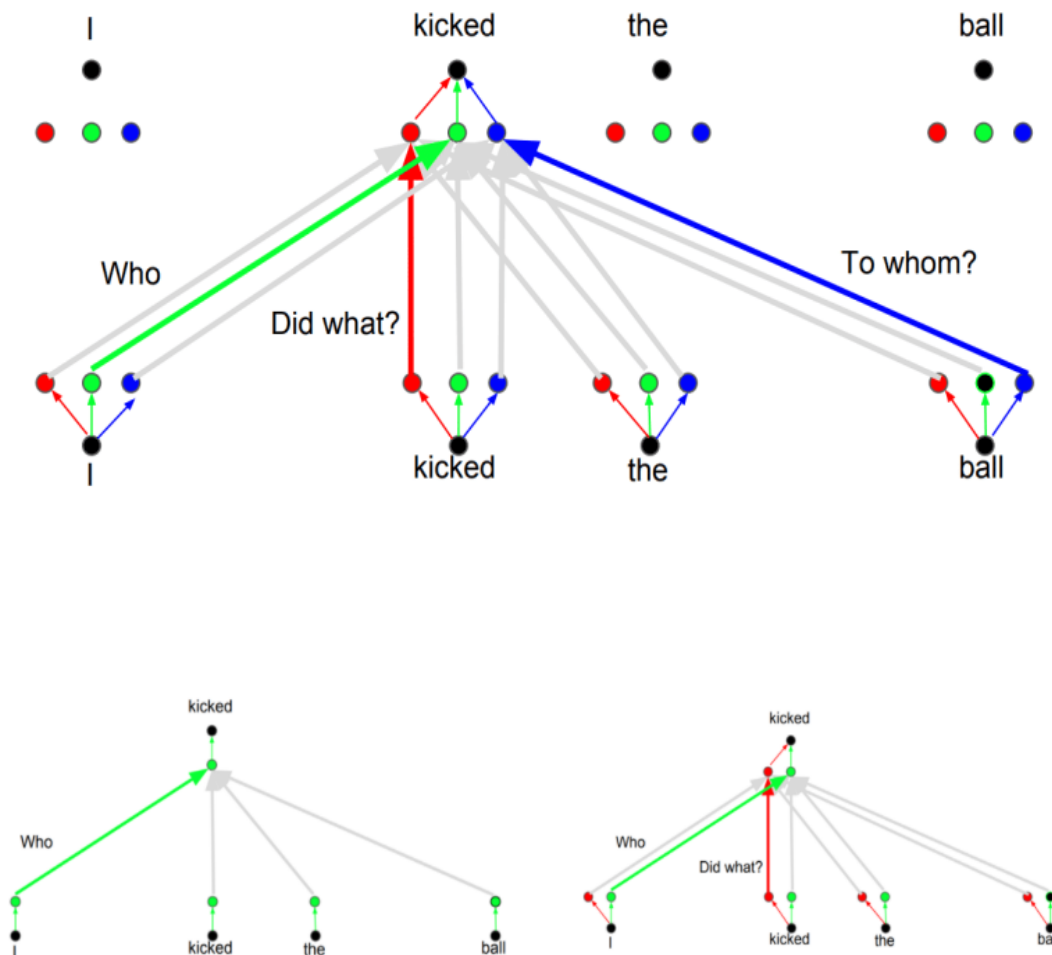 I kicked the ball
Who
To whom?
Did what?
I kicked the ball
kicked
Who
I kicked the ball
kicked
Who
Did what?
I kicked the ba